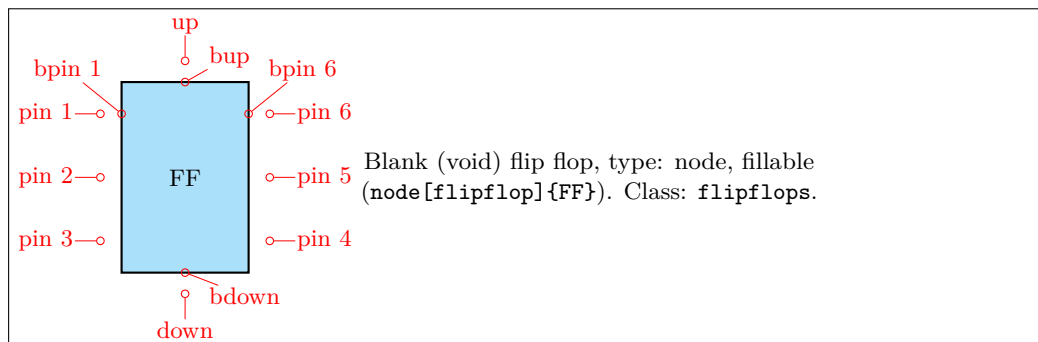 up
bup
bpin 1
bpin 6
pin 1
pin 6
pin 2
FF
pin 5
pin 3
pin 4
bdown
down
Blank (void) flip flop, type: node, fillable
(node[flipflop]{FF}). Class: flipflops.